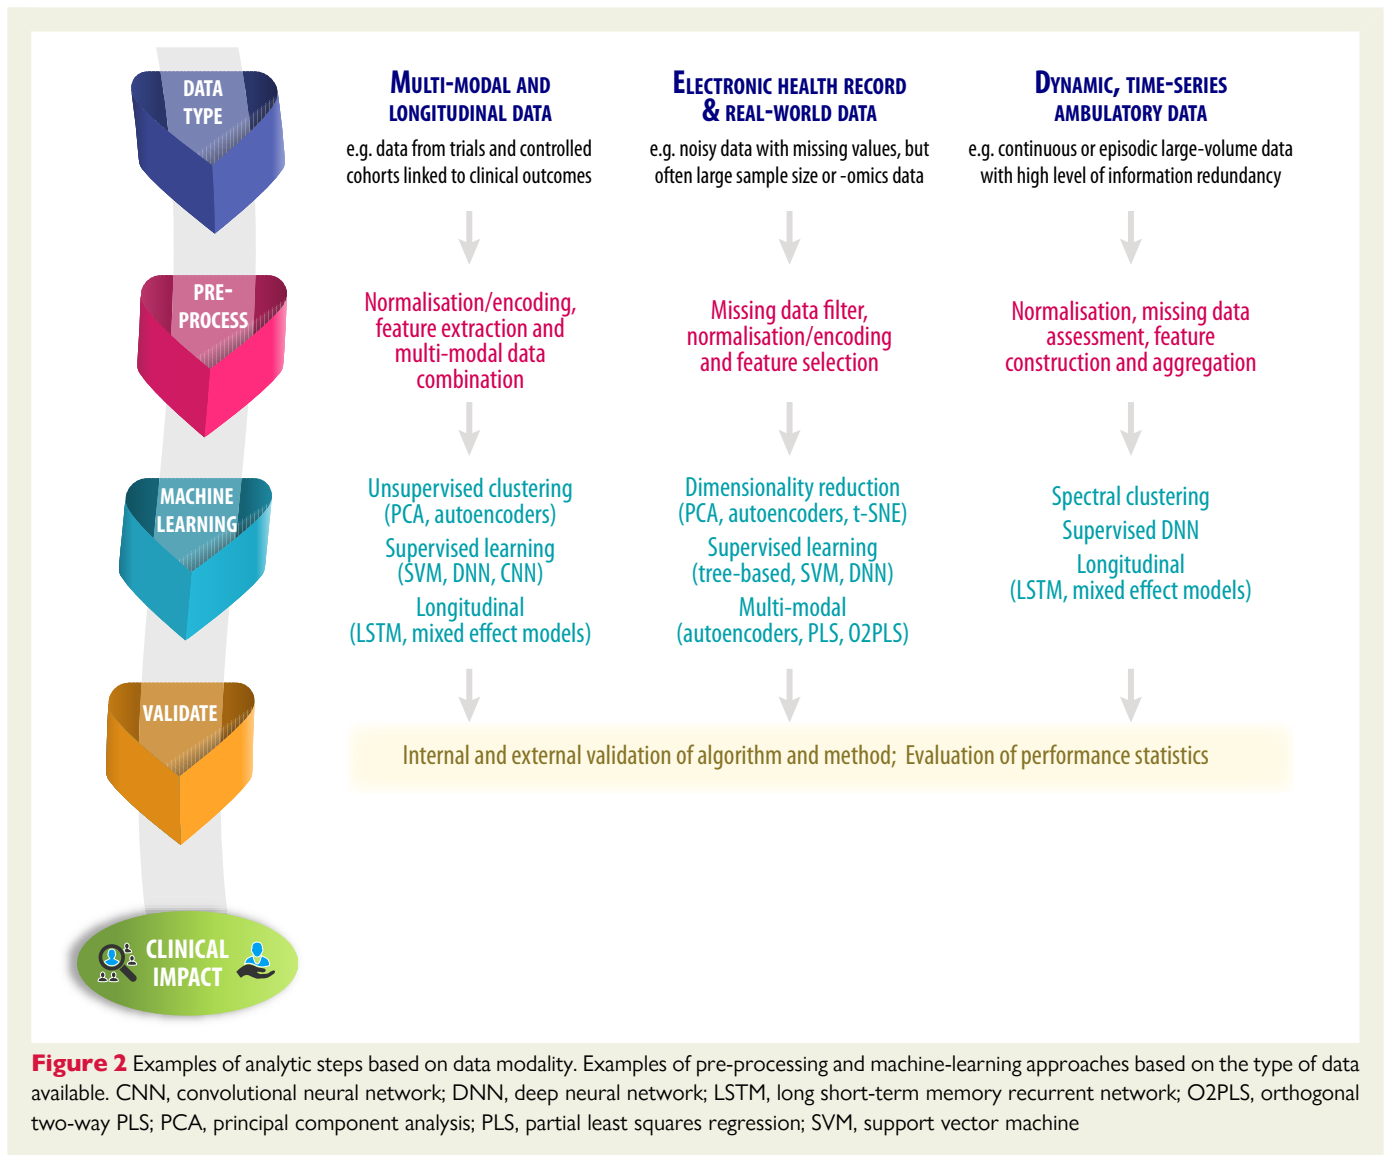 DATA
TYPE
MULTI-MODAL AND
LONGITUDINAL DATA
e.g. data from trials and controlled
cohorts linked to clinical outcomes
ELECTRONIC HEALTH RECORD
& REAL-WORLD DATA
e.g. noisy data with missing values, but
often large sample size or -omics data
DYNAMIC, TIME-SERIES
AMBULATORY DATA
e.g. continuous or episodic large-volume data
with high level of information redundancy
PRE-
PROCESS
Normalisation/encoding,
feature extraction and
multi-modal data
combination
Missing data filter,
normalisation/encoding
and feature selection
Normalisation, missing data
assessment, feature
construction and aggregation
MACHINE
LEARNING
Unsupervised clustering
(PCA, autoencoders)
Supervised learning
(SVM, DNN, CNN)
Longitudinal
(LSTM, mixed effect models)
Dimensionality reduction
(PCA, autoencoders, t-SNE)
Supervised learning
(tree-based, SVM, DNN)
Multi-modal
(autoencoders, PLS, O2PLS)
Spectral clustering
Supervised DNN
Longitudinal
(LSTM, mixed effect models)
VALIDATE
Internal and external validation of algorithm and method; Evaluation of performance statistics
CLINICAL
IMPACT
Figure 2 Examples of analytic steps based on data modality. Examples of pre-processing and machine-learning approaches based on the type of data
available. CNN, convolutional neural network; DNN, deep neural network; LSTM, long short-term memory recurrent network; O2PLS, orthogonal
two-way PLS; PCA, principal component analysis; PLS, partial least squares regression; SVM, support vector machine